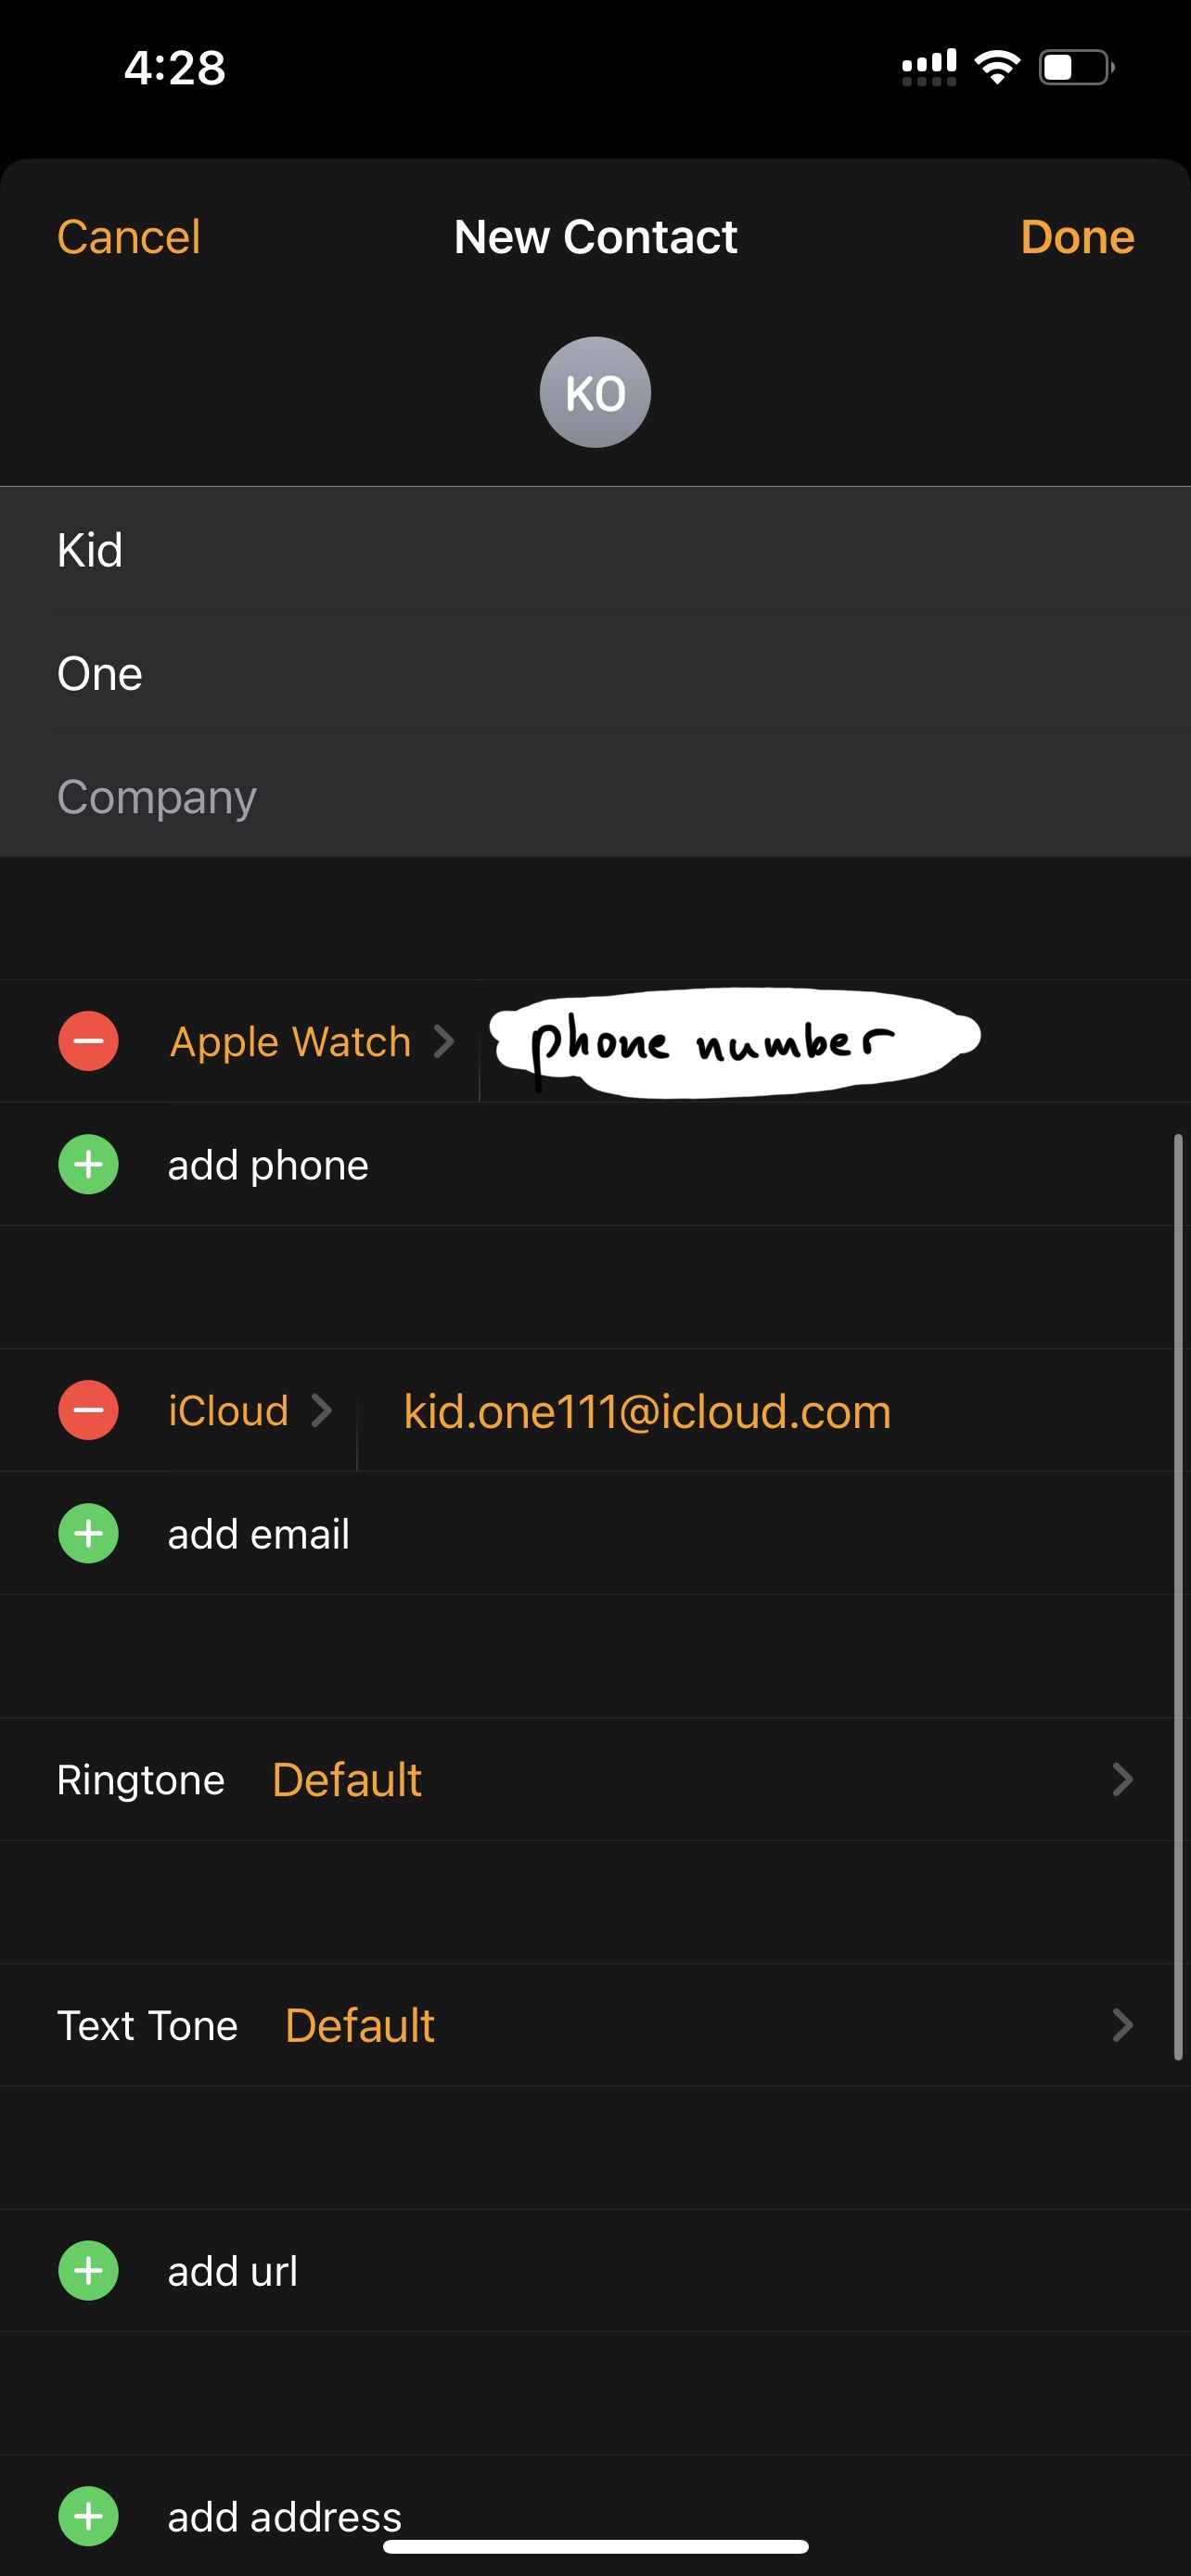 4:28
Cancel New Contact Done
KO
Kid
One
Company
Apple Watch phone number
add phone
iCloud kid.one111@icloud.com
add email
Ringtone Default
Text Tone Default
add url
add address